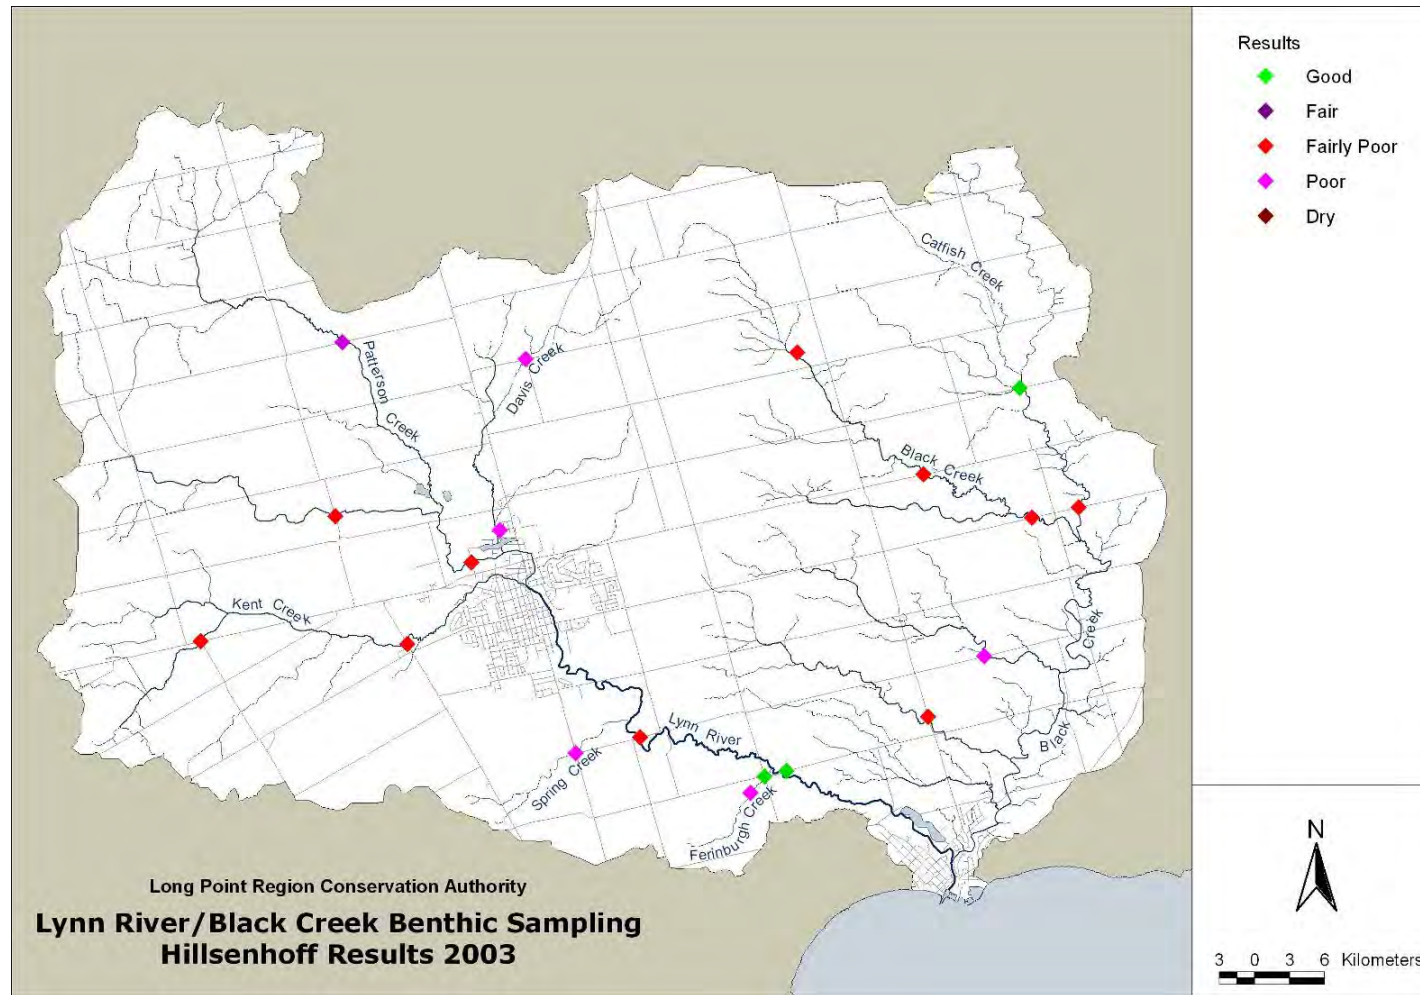 Results
Good
Fair
Fairly Poor
Poor
Dry
Catfish Creek
Patterson Creek
Davis Creek
Black Creek
Kent Creek
Black Creek
Lynn River
Spring Creek
Ferinburgh Creek
Long Point Region Conservation Authority
Lynn River/Black Creek Benthic Sampling
Hillsenhoff Results 2003
N
3 0 3 6 Kilometers